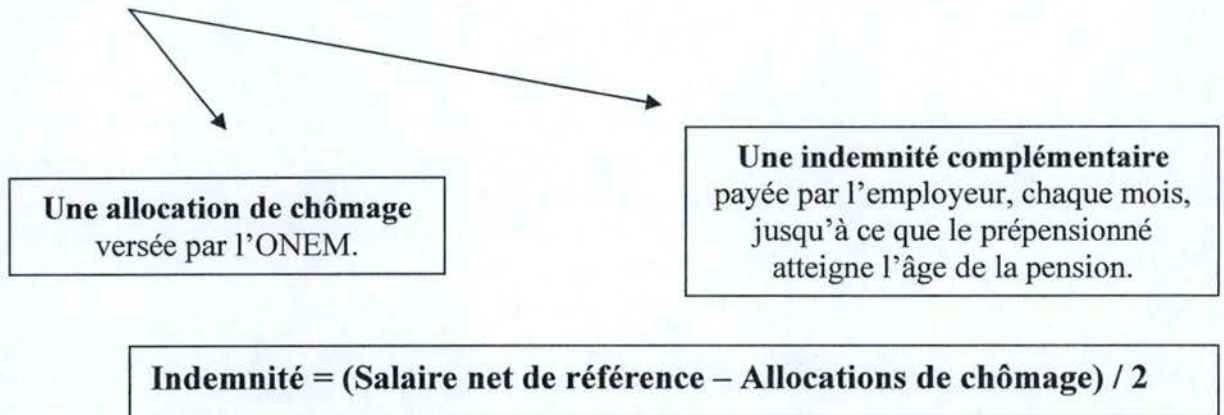 Une allocation de chômage
versée par l'ONEM.
Une indemnité complémentaire
payée par l'employeur, chaque mois,
jusqu'à ce que le prépensionné
atteigne l'âge de la pension.
Indemnité = (Salaire net de référence – Allocations de chômage) / 2